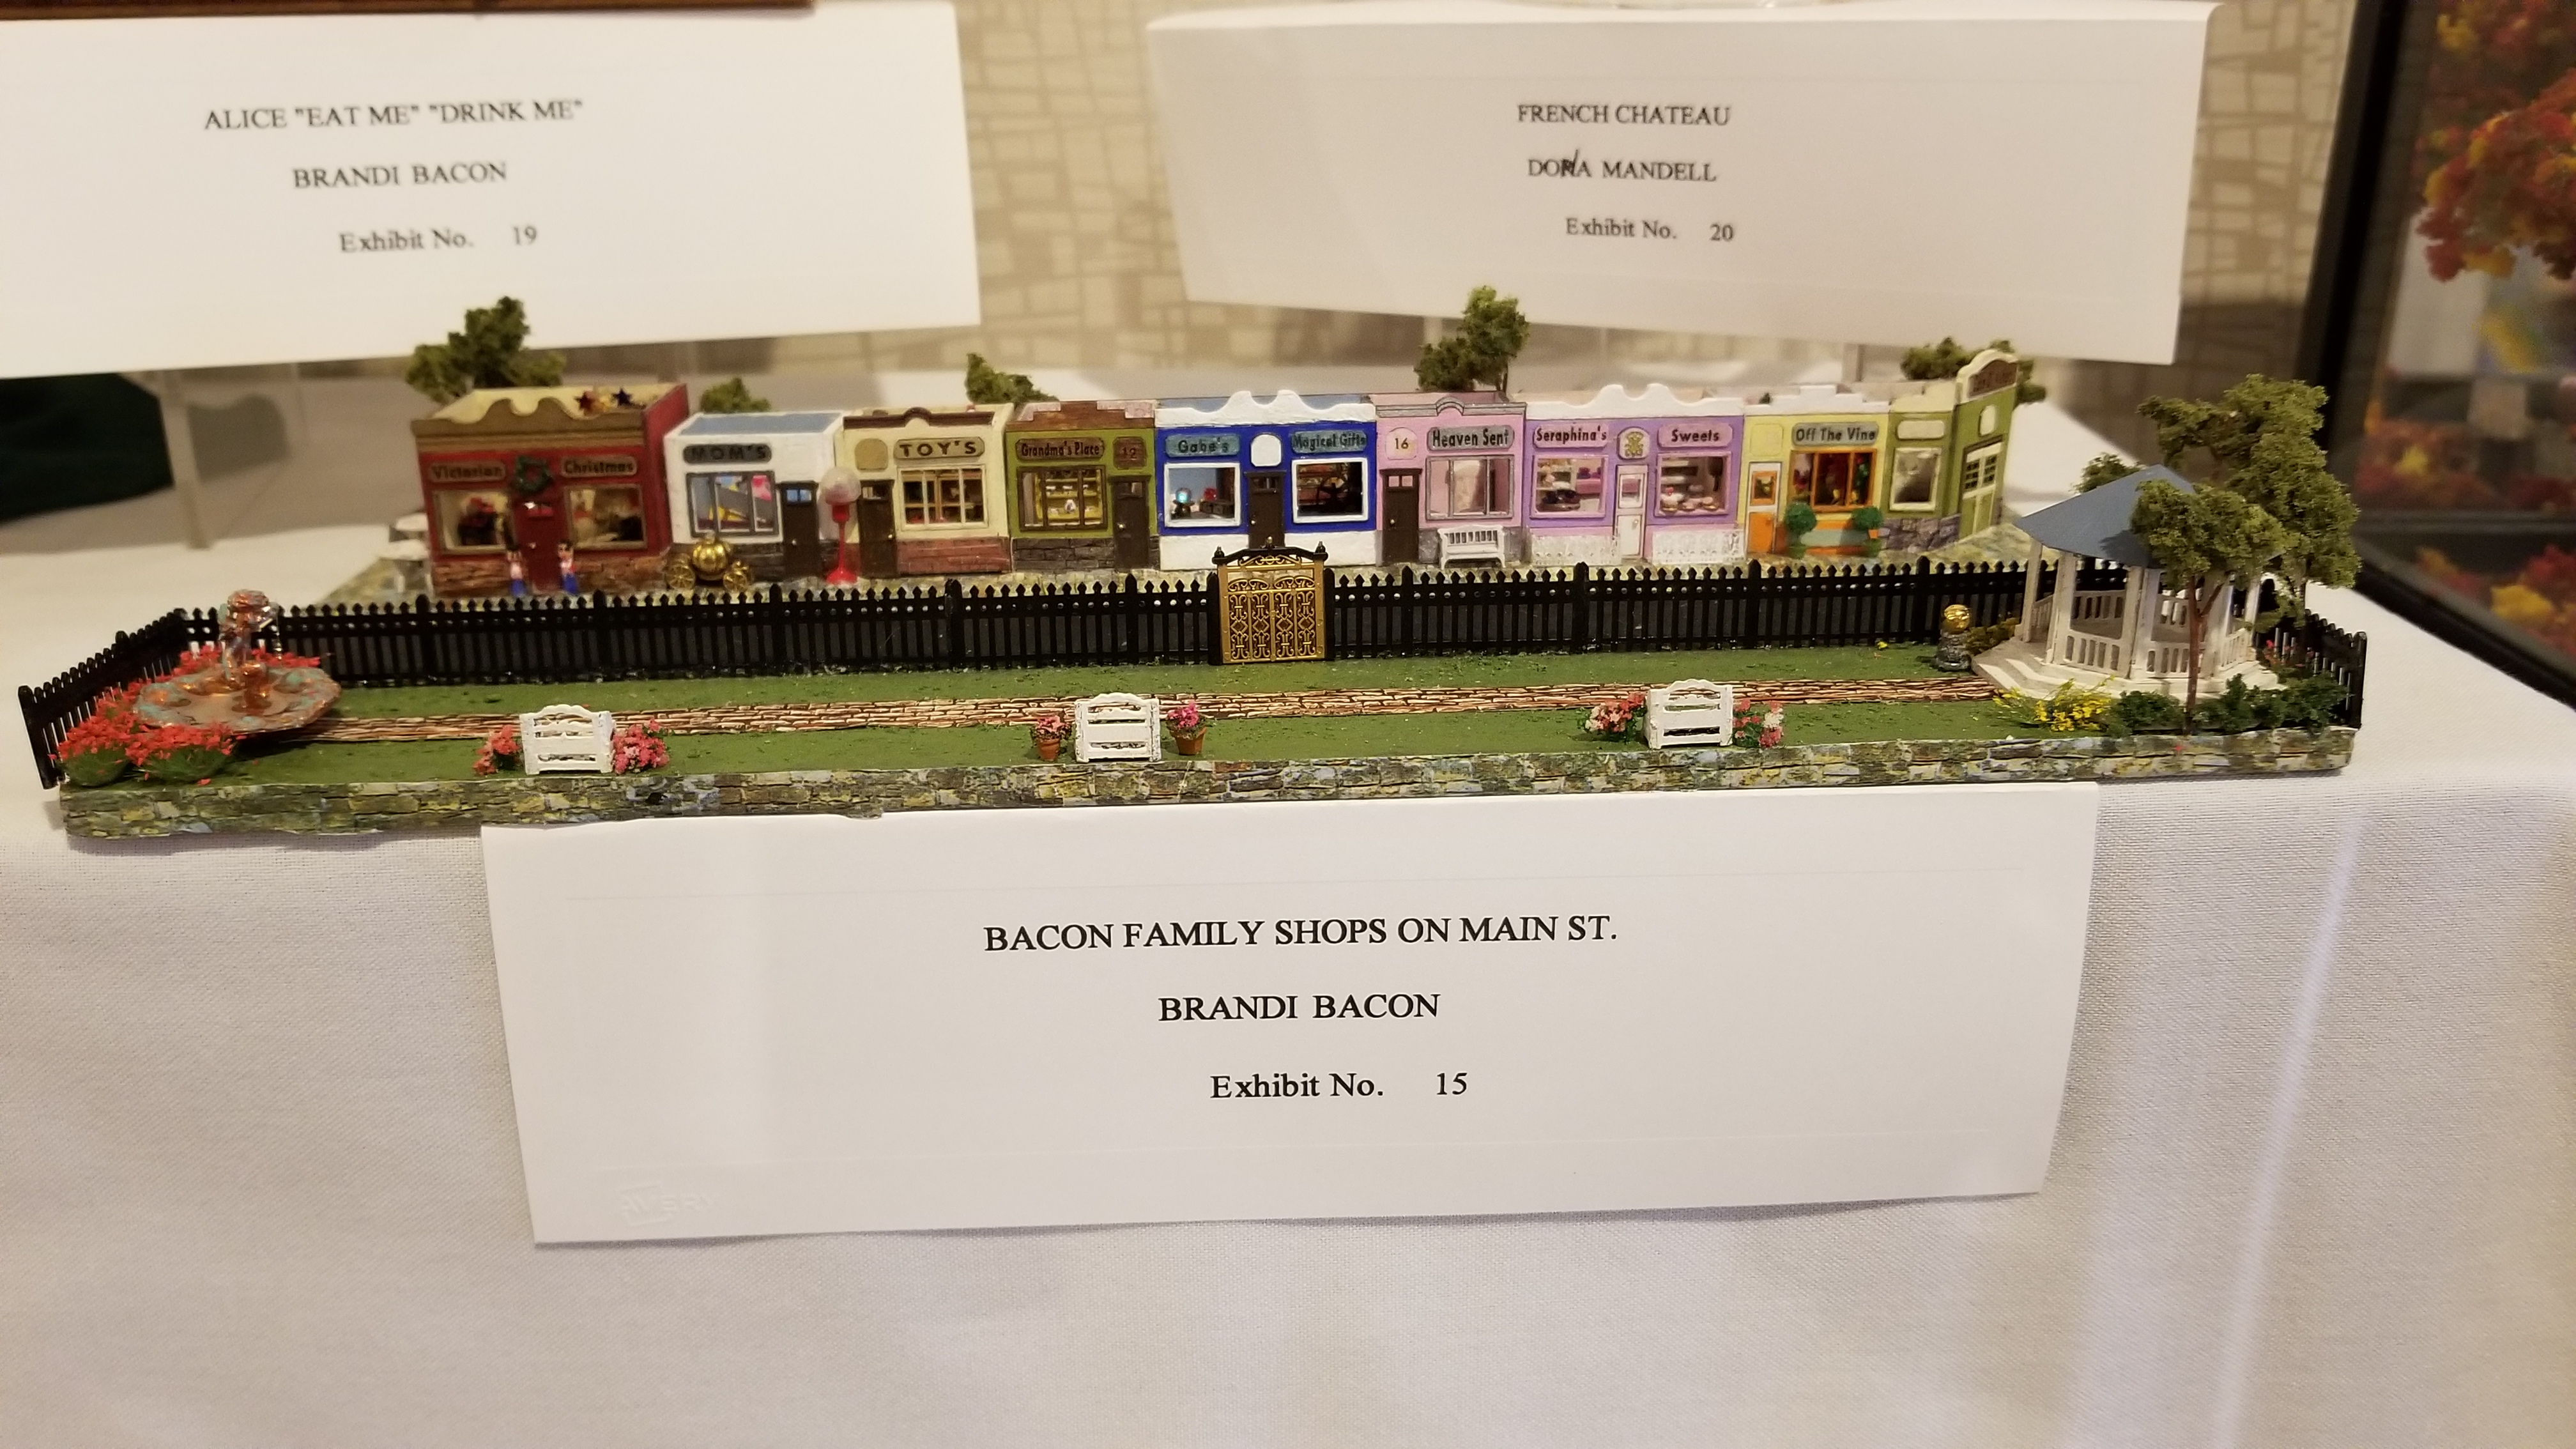 ALICE "EAT ME" "DRINK ME"
BRANDI BACON
Exhibit No. 19
FRENCH CHATEAU
MANDELL
Exhibit No. 20
Victorian Christmas
MOM'S
TOY'S
Grandma's Place 12
Gabe's Magical Gifts
16 Heaven Sent
Seraphina's Sweets
Off The Vine
BACON FAMILY SHOPS ON MAIN ST.
BRANDI BACON
Exhibit No. 15
AVERY